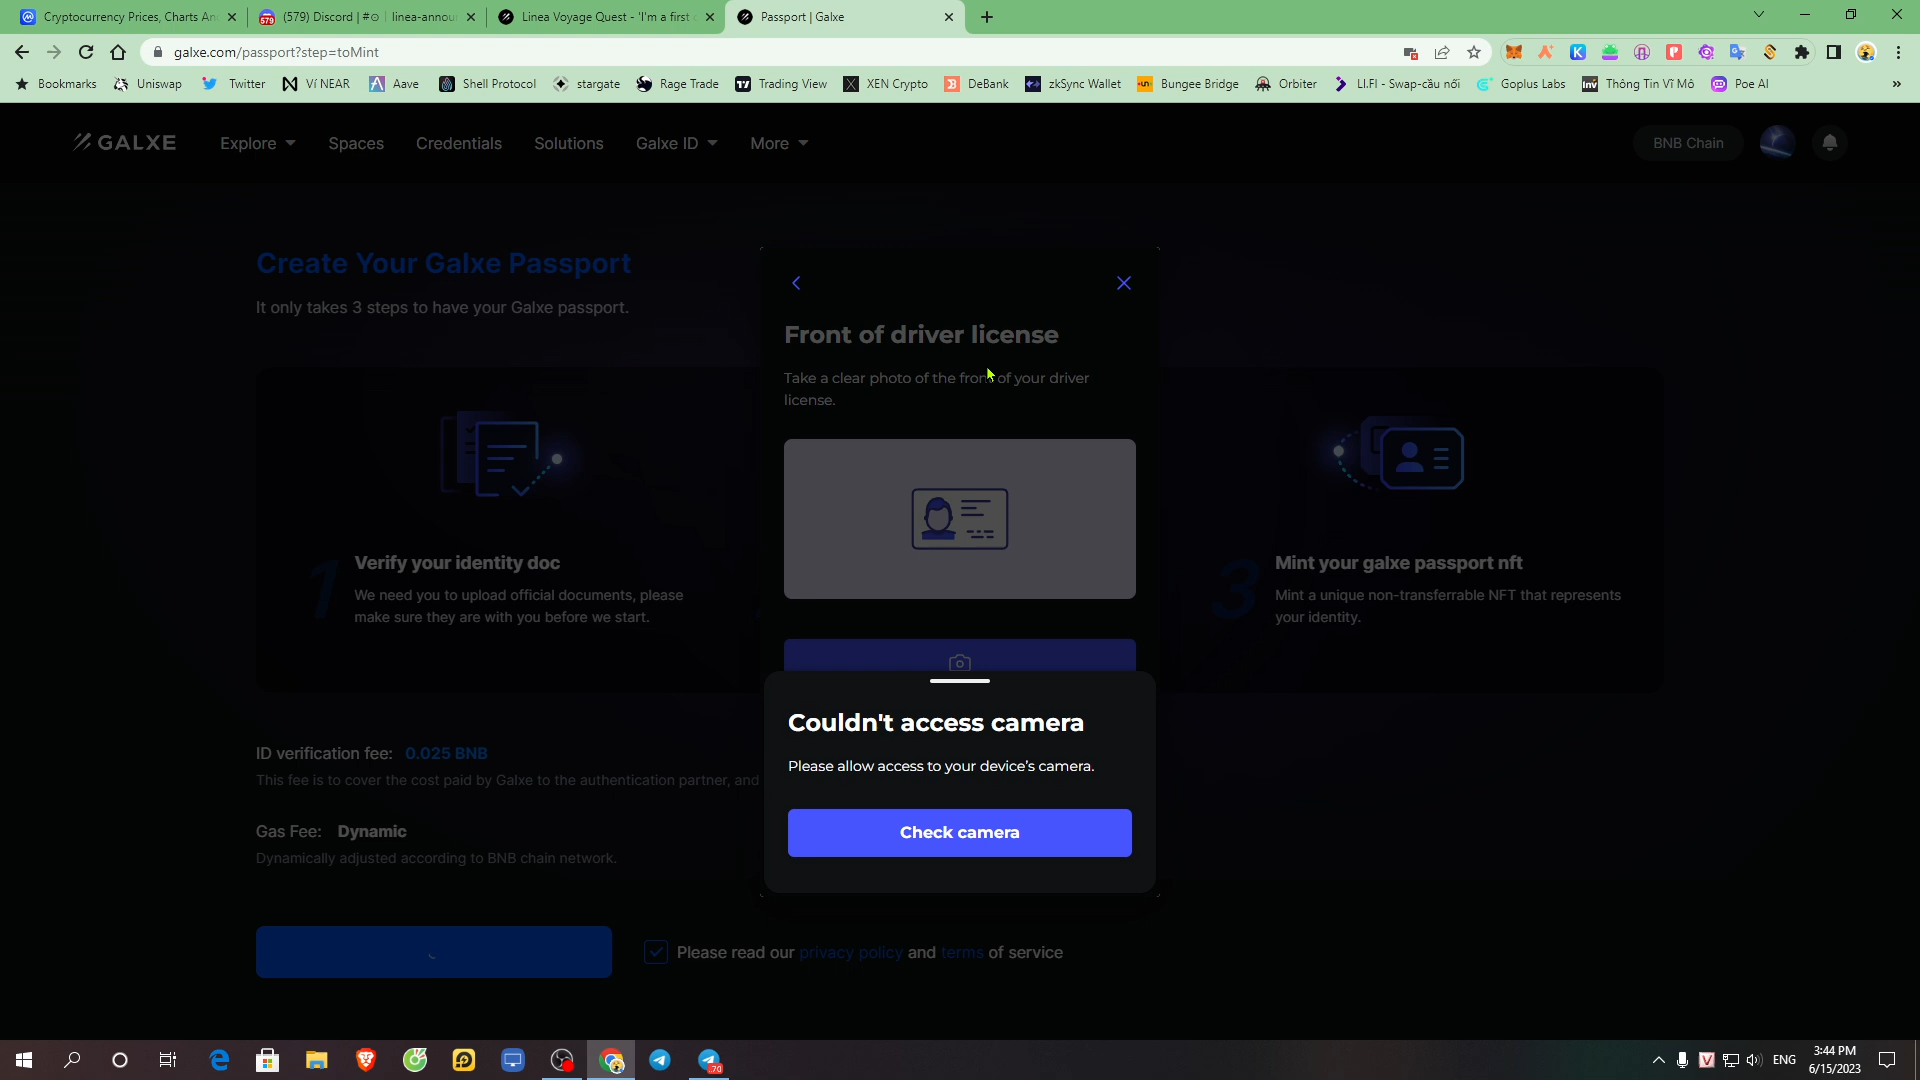 Cryptocurrency Prices, Charts An
(579) Discord | #⊙ | linea-annou
Linea Voyage Quest - 'I'm a first
Passport | Galxe
galxe.com/passport?step=toMint
Bookmarks
Uniswap
Twitter
Ví NEAR
Aave
Shell Protocol
stargate
Rage Trade
Trading View
XEN Crypto
DeBank
zkSync Wallet
Bungee Bridge
Orbiter
LI.FI - Swap-cầu nối
Goplus Labs
Thông Tin Vĩ Mô
Poe AI
GALXE
Explore
Spaces
Credentials
Solutions
Galxe ID
More
BNB Chain
Create Your Galxe Passport
It only takes 3 steps to have your Galxe passport.
1
Verify your identity doc
We need you to upload official documents, please
make sure they are with you before we start.
Front of driver license
Take a clear photo of the front of your driver
license.
3
Mint your galxe passport nft
Mint a unique non-transferrable NFT that represents
your identity.
Couldn't access camera
Please allow access to your device's camera.
Check camera
ID verification fee: 0.025 BNB
This fee is to cover the cost paid by Galxe to the authentication partner, and
Gas Fee: Dynamic
Dynamically adjusted according to BNB chain network.
Please read our privacy policy and terms of service
ENG
3:44 PM
6/15/2023